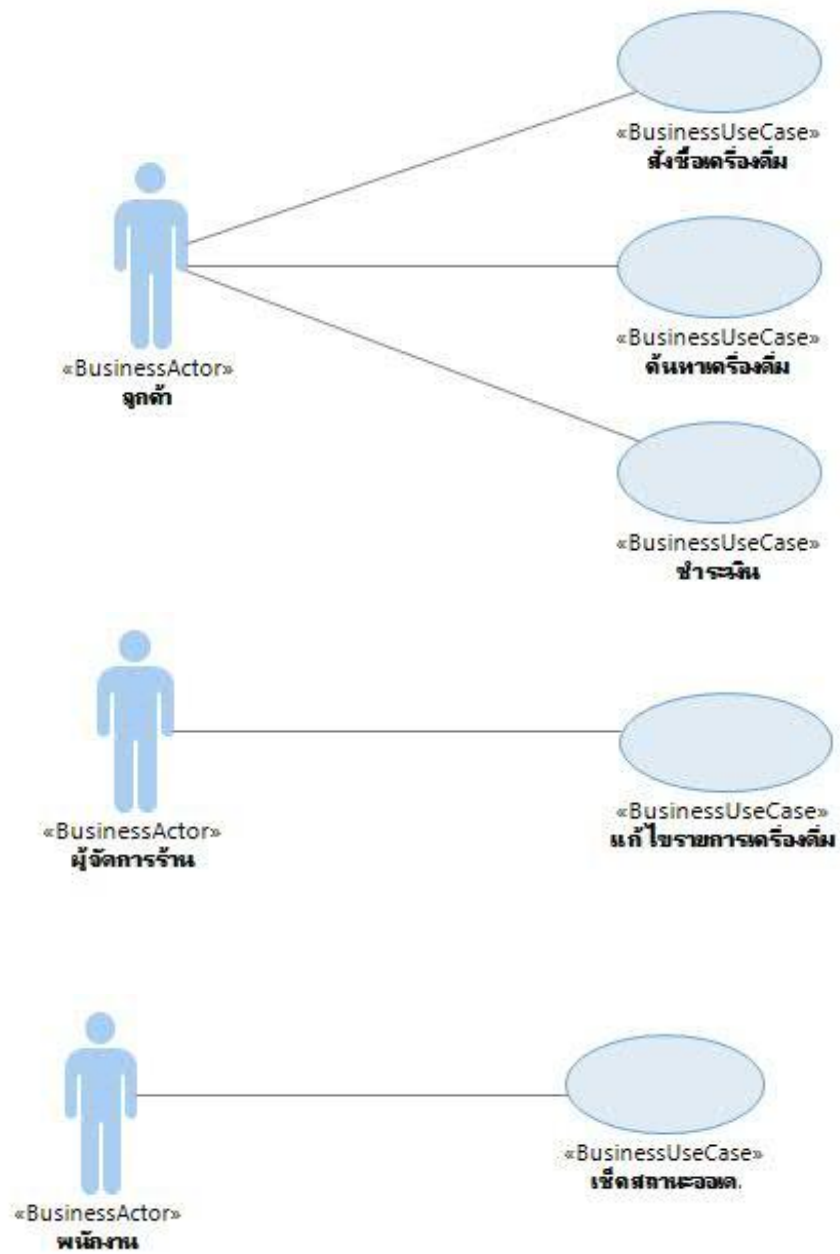 «BusinessUseCase»
สั่งซื้อเครื่องดื่ม
«BusinessActor»
ลูกค้า
«BusinessUseCase»
ค้นหาเครื่องดื่ม
«BusinessUseCase»
ชำระเงิน
«BusinessActor»
ผู้จัดการร้าน
«BusinessUseCase»
แก้ไขรายการเครื่องดื่ม
«BusinessActor»
พนักงาน
«BusinessUseCase»
เช็คสถานะออเด.